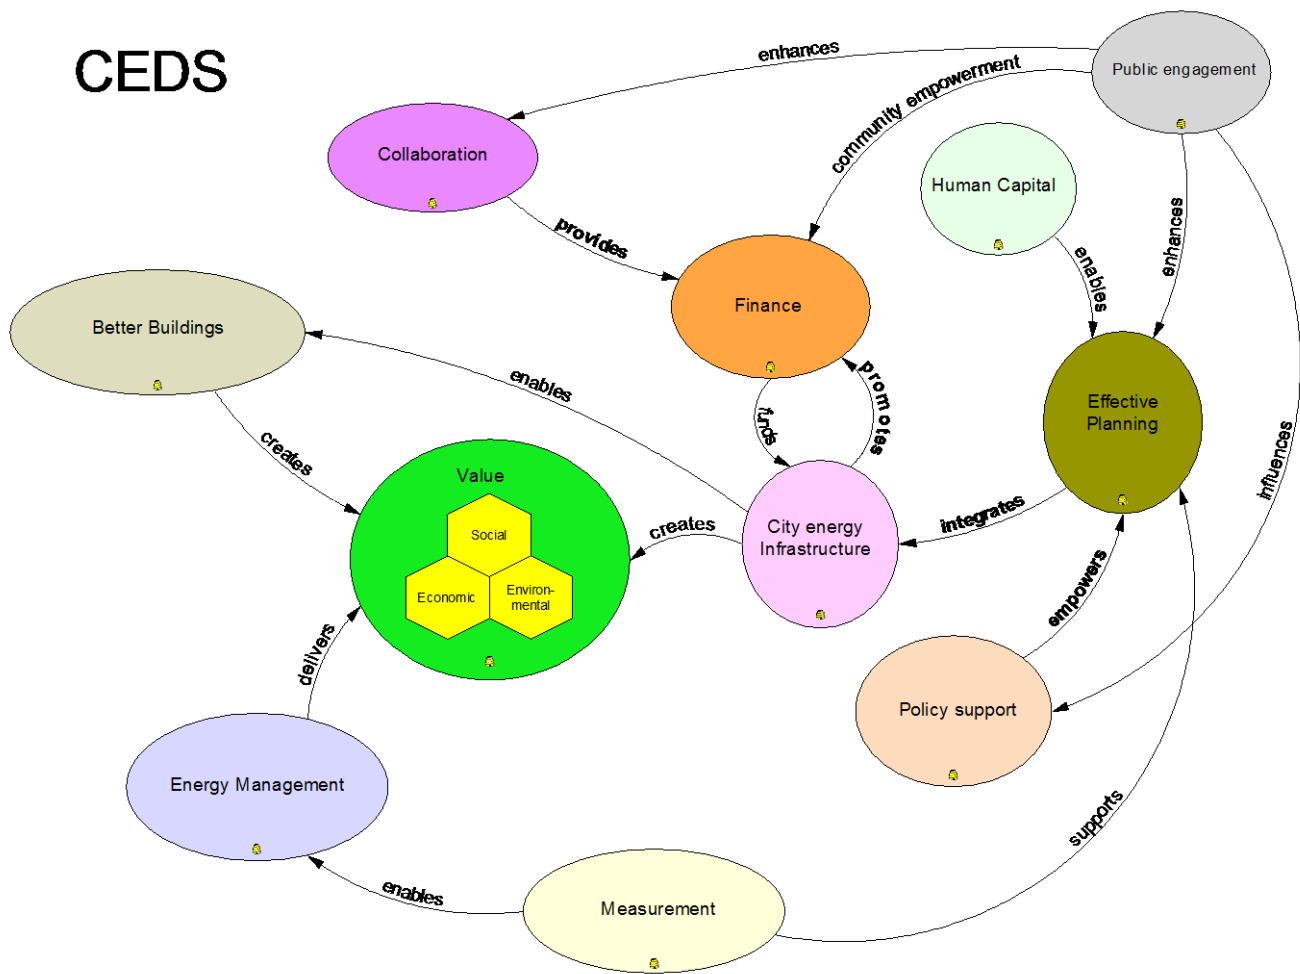 CEDS
enhances
Public engagement
community empowerment
Collaboration
Human Capital
provides
enhances
enables
Finance
Better Buildings
enables
promotes
funds
Effective
Planning
creates
influences
Value
Social
Economic
Environ-
mental
creates
City energy
Infrastructure
integrates
empowers
delivers
Policy support
Energy Management
supports
enables
Measurement